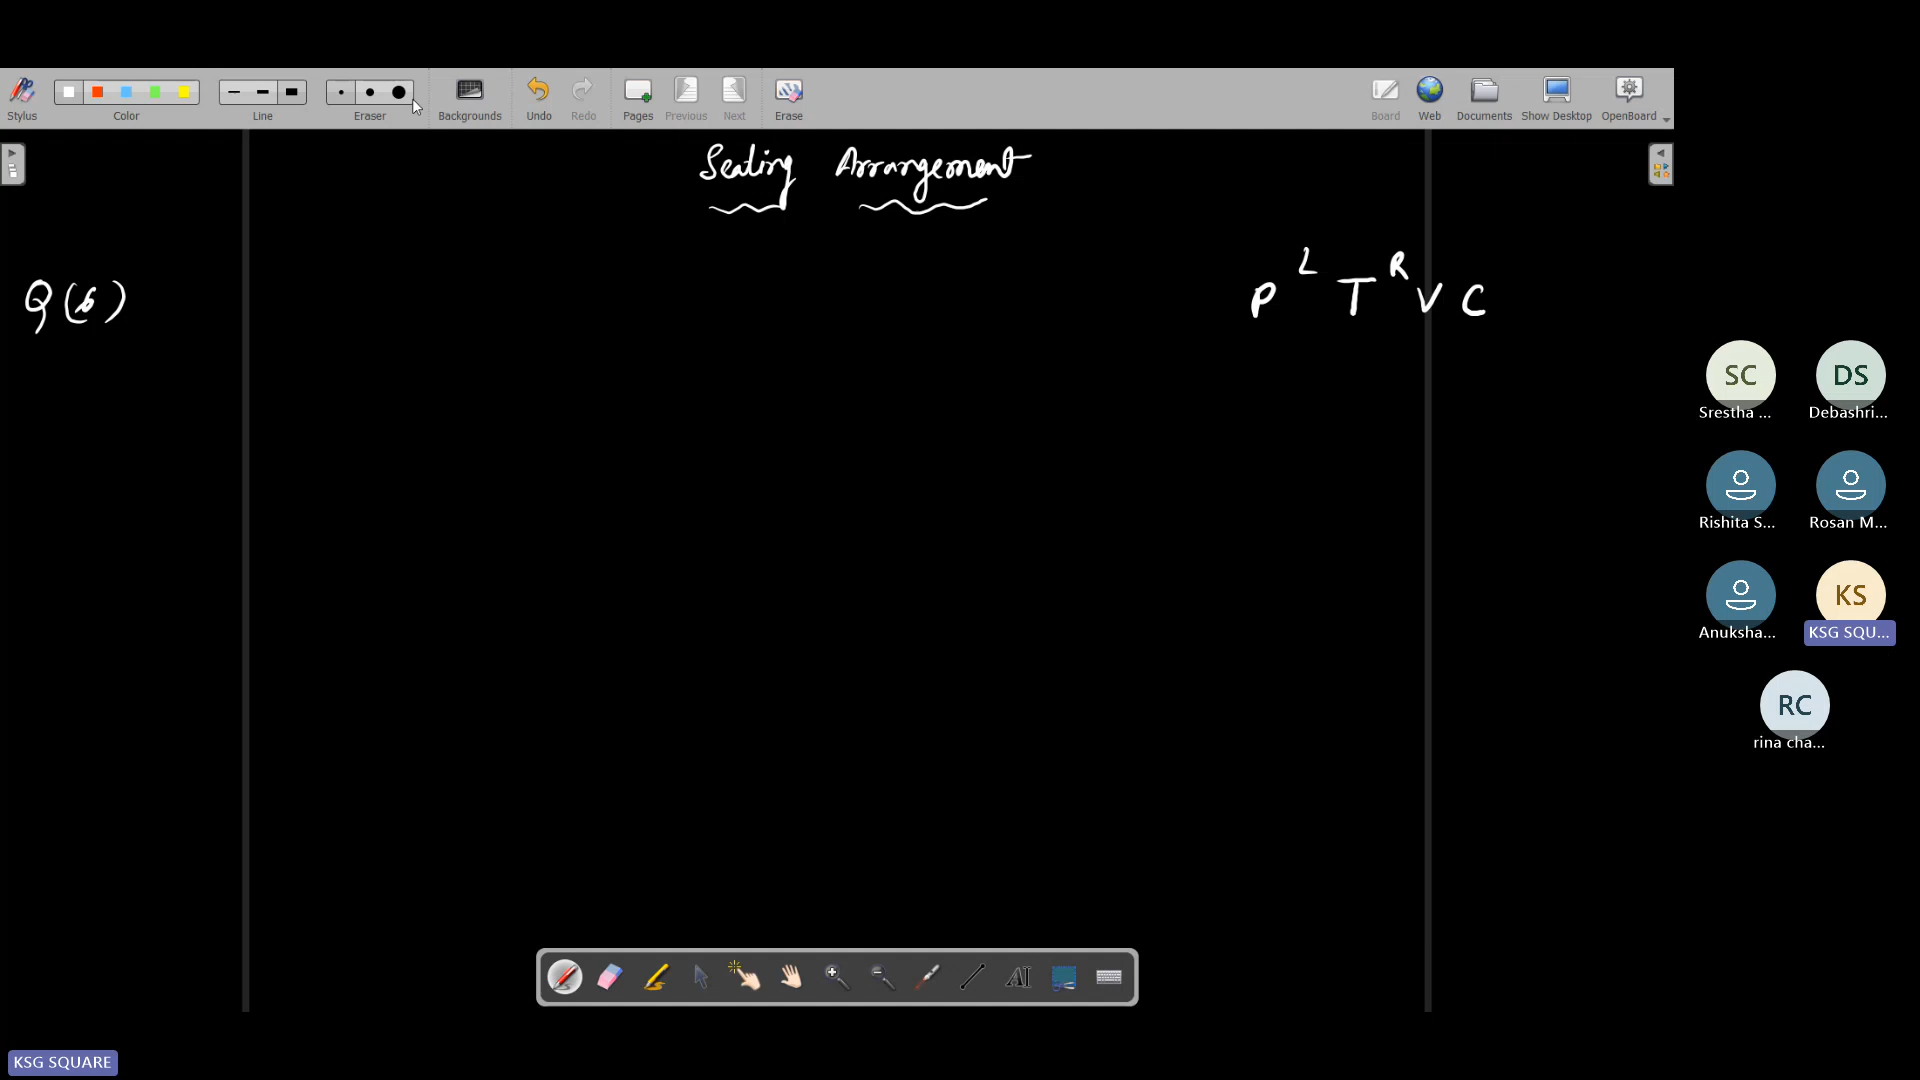 Stylus Color Line Eraser Backgrounds Undo Redo Pages Previous Next Erase Board Web Documents Show Desktop OpenBoard
Seating Arrangement
L R
Q (6) P T V C
SC DS
Srestha ... Debashri...
Rishita S... Rosan M...
KS
Anuksha... KSG SQU...
RC
rina cha...
AI
KSG SQUARE